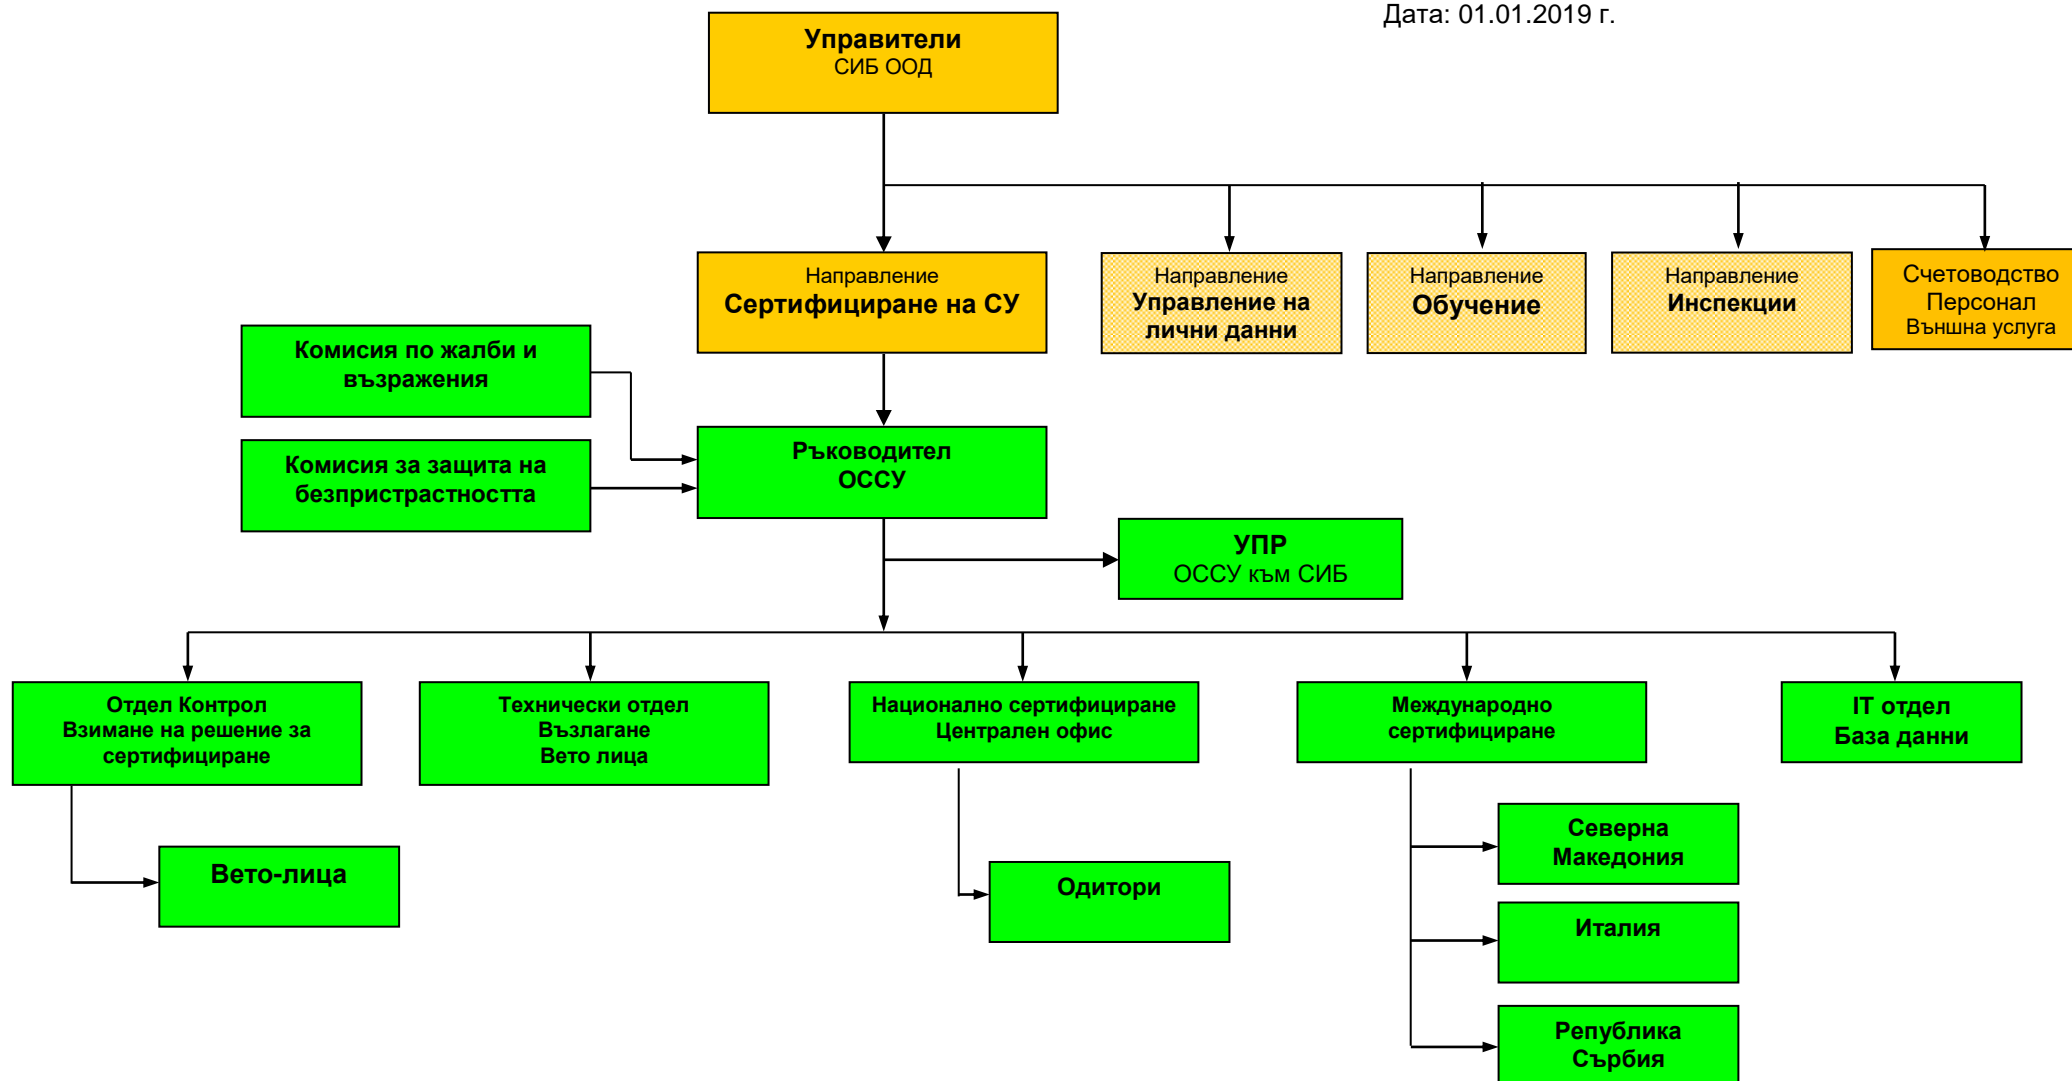 Дата: 01.01.2019 г.
Управители
СИБ ООД
Направление
Сертифициране на СУ
Направление
Управление на
лични данни
Направление
Обучение
Направление
Инспекции
Счетоводство
Персонал
Външна услуга
Комисия по жалби и
възражения
Комисия за защита на
безпристрастността
Ръководител
ОССУ
УПР
ОССУ към СИБ
Отдел Контрол
Взимане на решение за
сертифициране
Технически отдел
Възлагане
Вето лица
Национално сертифициране
Централен офис
Международно
сертифициране
IT отдел
База данни
Вето-лица
Одитори
Северна
Македония
Италия
Република
Сърбия